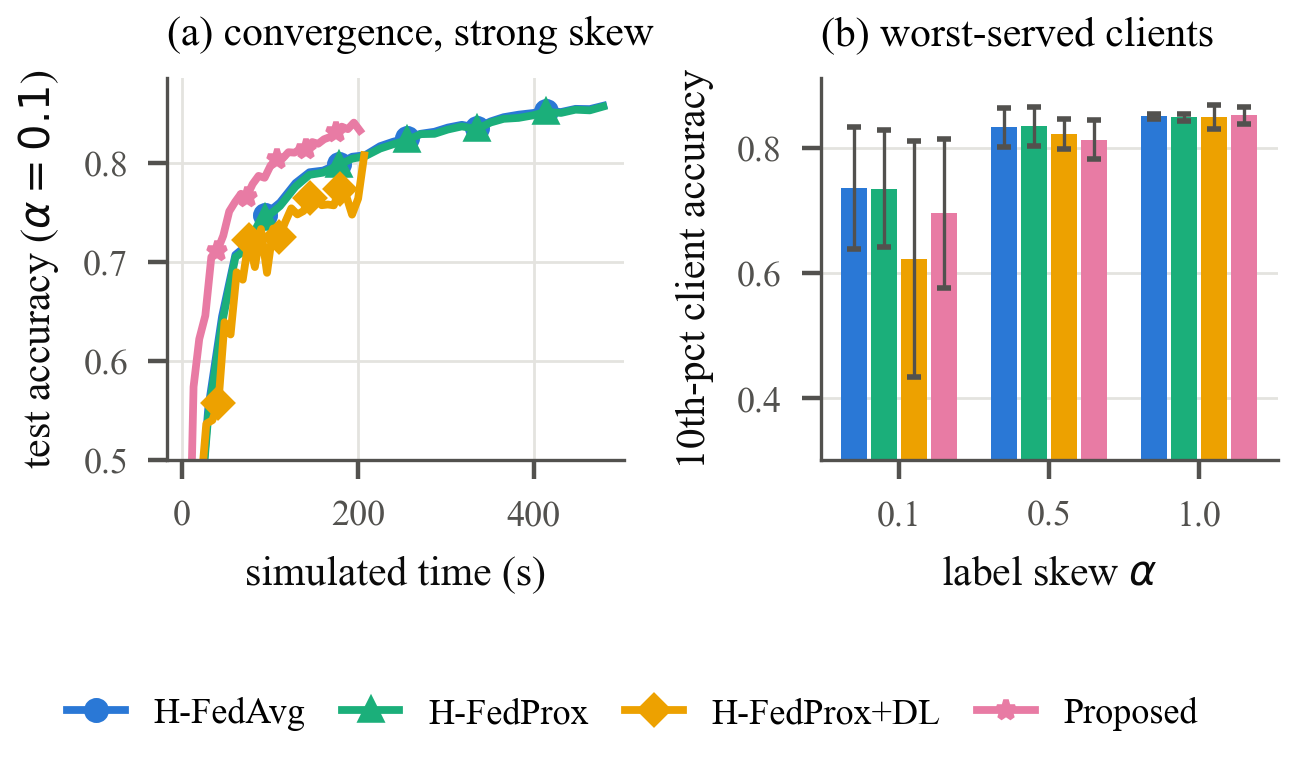 (a) convergence, strong skew
test accuracy (α = 0.1)
0.8
0.7
0.6
0.5
0 200 400
simulated time (s)
(b) worst-served clients
10th-pct client accuracy
0.8
0.6
0.4
0.1 0.5 1.0
label skew α
H-FedAvg H-FedProx H-FedProx+DL Proposed